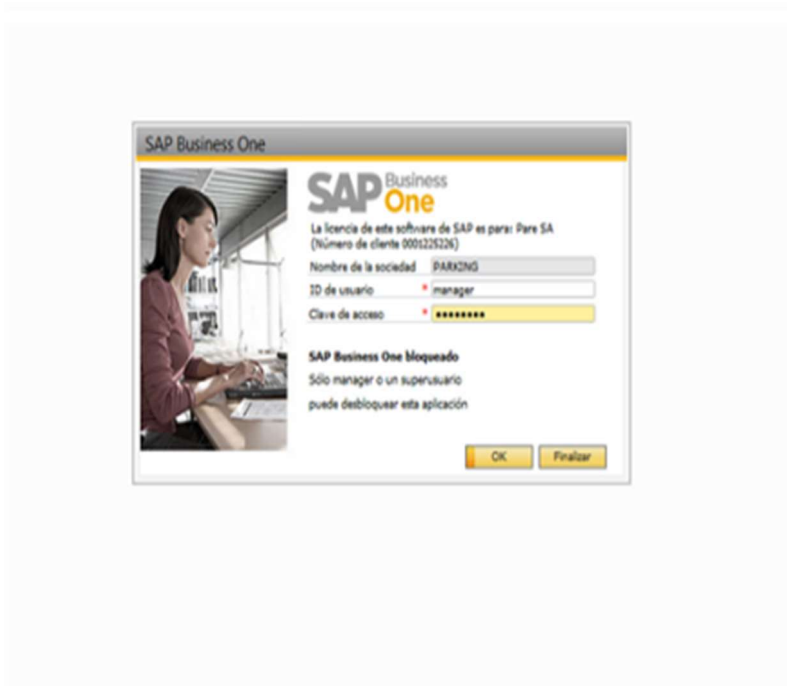 SAP Business One
SAP Business One
La licencia de este software de SAP es para: Pare SA
(Número de cliente 0001225226)
Nombre de la sociedad PARKING
ID de usuario * manager
Clave de acceso * ••••••••
SAP Business One bloqueado
Sólo manager o un superusuario
puede desbloquear esta aplicación
OK Finalizar